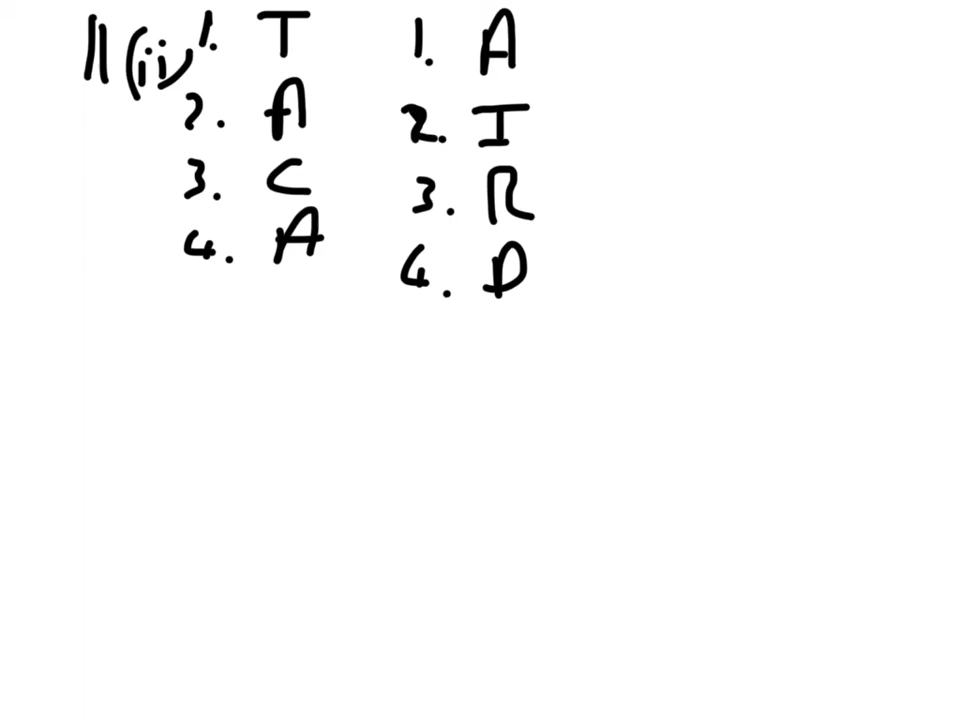 11(ii) 1. T 1. A
2. A 2. I
3. C 3. R
4. A 4. D